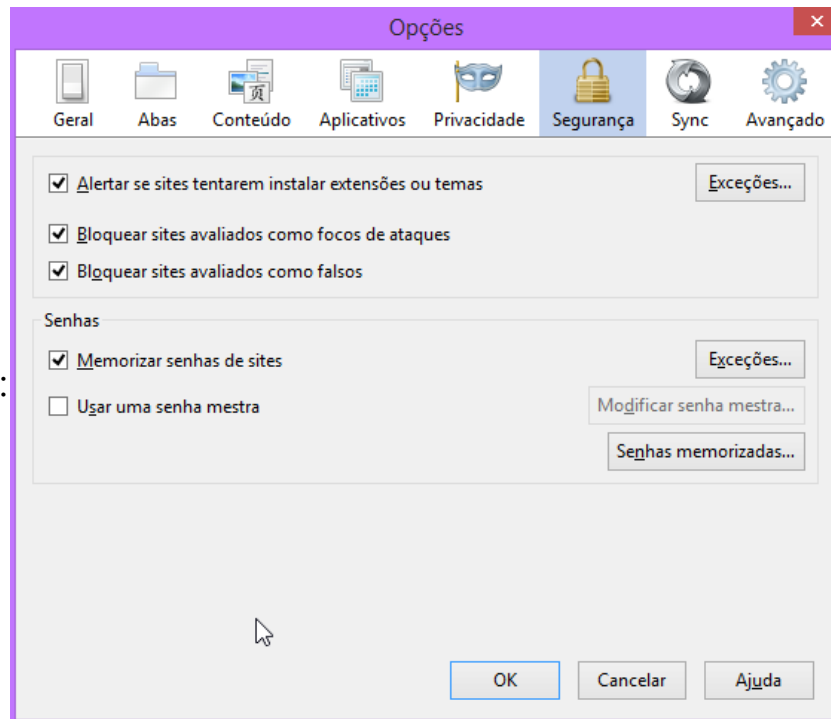 Opções
Geral Abas Conteúdo Aplicativos Privacidade Segurança Sync Avançado
Alertar se sites tentarem instalar extensões ou temas Exceções...
Bloquear sites avaliados como focos de ataques
Bloquear sites avaliados como falsos
Senhas
Memorizar senhas de sites Exceções...
:
Usar uma senha mestra Modificar senha mestra...
Senhas memorizadas...
OK Cancelar Ajuda
页